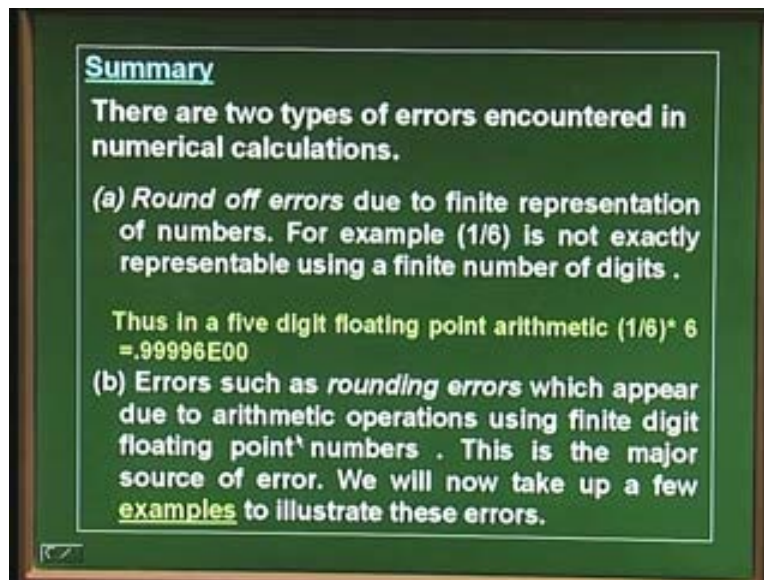 Summary
There are two types of errors encountered in
numerical calculations.
(a) Round off errors due to finite representation
of numbers. For example (1/6) is not exactly
representable using a finite number of digits .
Thus in a five digit floating point arithmetic (1/6)* 6
=.99996E00
(b) Errors such as rounding errors which appear
due to arithmetic operations using finite digit
floating point numbers . This is the major
source of error. We will now take up a few
examples to illustrate these errors.